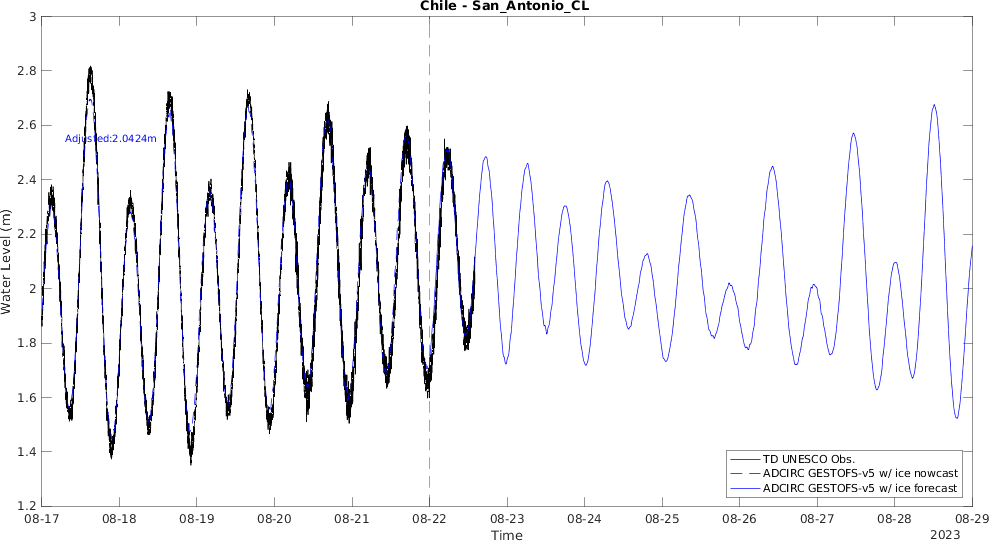 Chile - San_Antonio_CL
3
2.8
2.6
2.4
2.2
2
1.8
1.6
1.4
1.2
Water Level (m)
Adjusted:2.0424m
TD UNESCO Obs.
ADCIRC GESTOFS-v5 w/ ice nowcast
ADCIRC GESTOFS-v5 w/ ice forecast
08-17 08-18 08-19 08-20 08-21 08-22 08-23 08-24 08-25 08-26 08-27 08-28 08-29
Time
2023